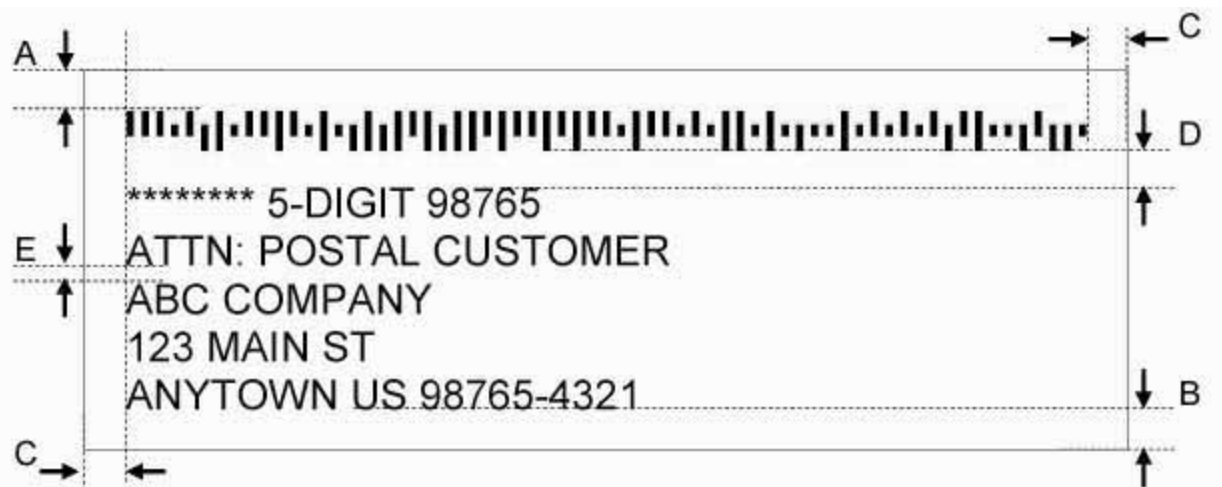 A
C
D
******** 5-DIGIT 98765
E
ATTN: POSTAL CUSTOMER
ABC COMPANY
123 MAIN ST
ANYTOWN US 98765-4321
B
C